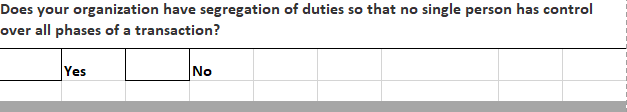 Does your organization have segregation of duties so that no single person has control
over all phases of a transaction?
Yes No